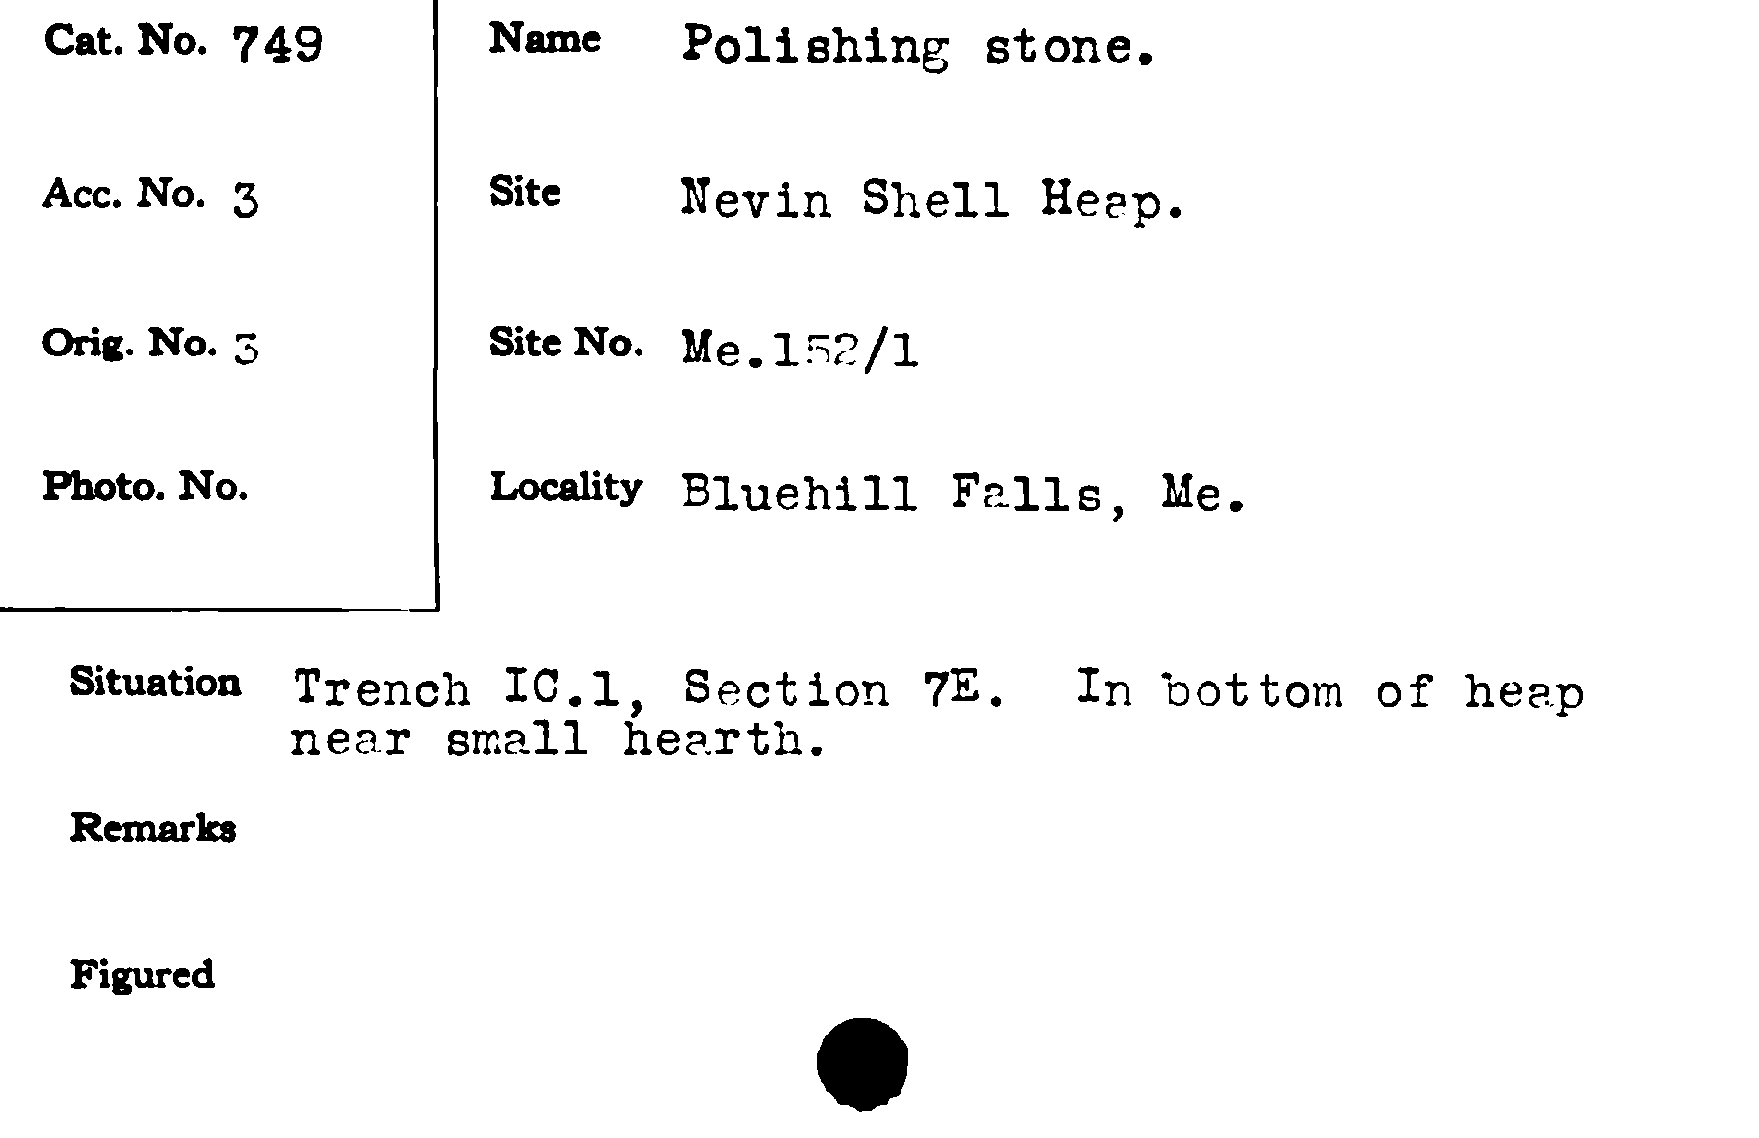 Cat. No. 749
Name Polishing stone.
Acc. No. 3
Site Nevin Shell Heap.
Orig. No. 3
Site No. Me.152/1
Photo. No.
Locality Bluehill Falls, Me.
Situation Trench IC.1, Section 7E. In bottom of heap
near small hearth.
Remarks
Figured